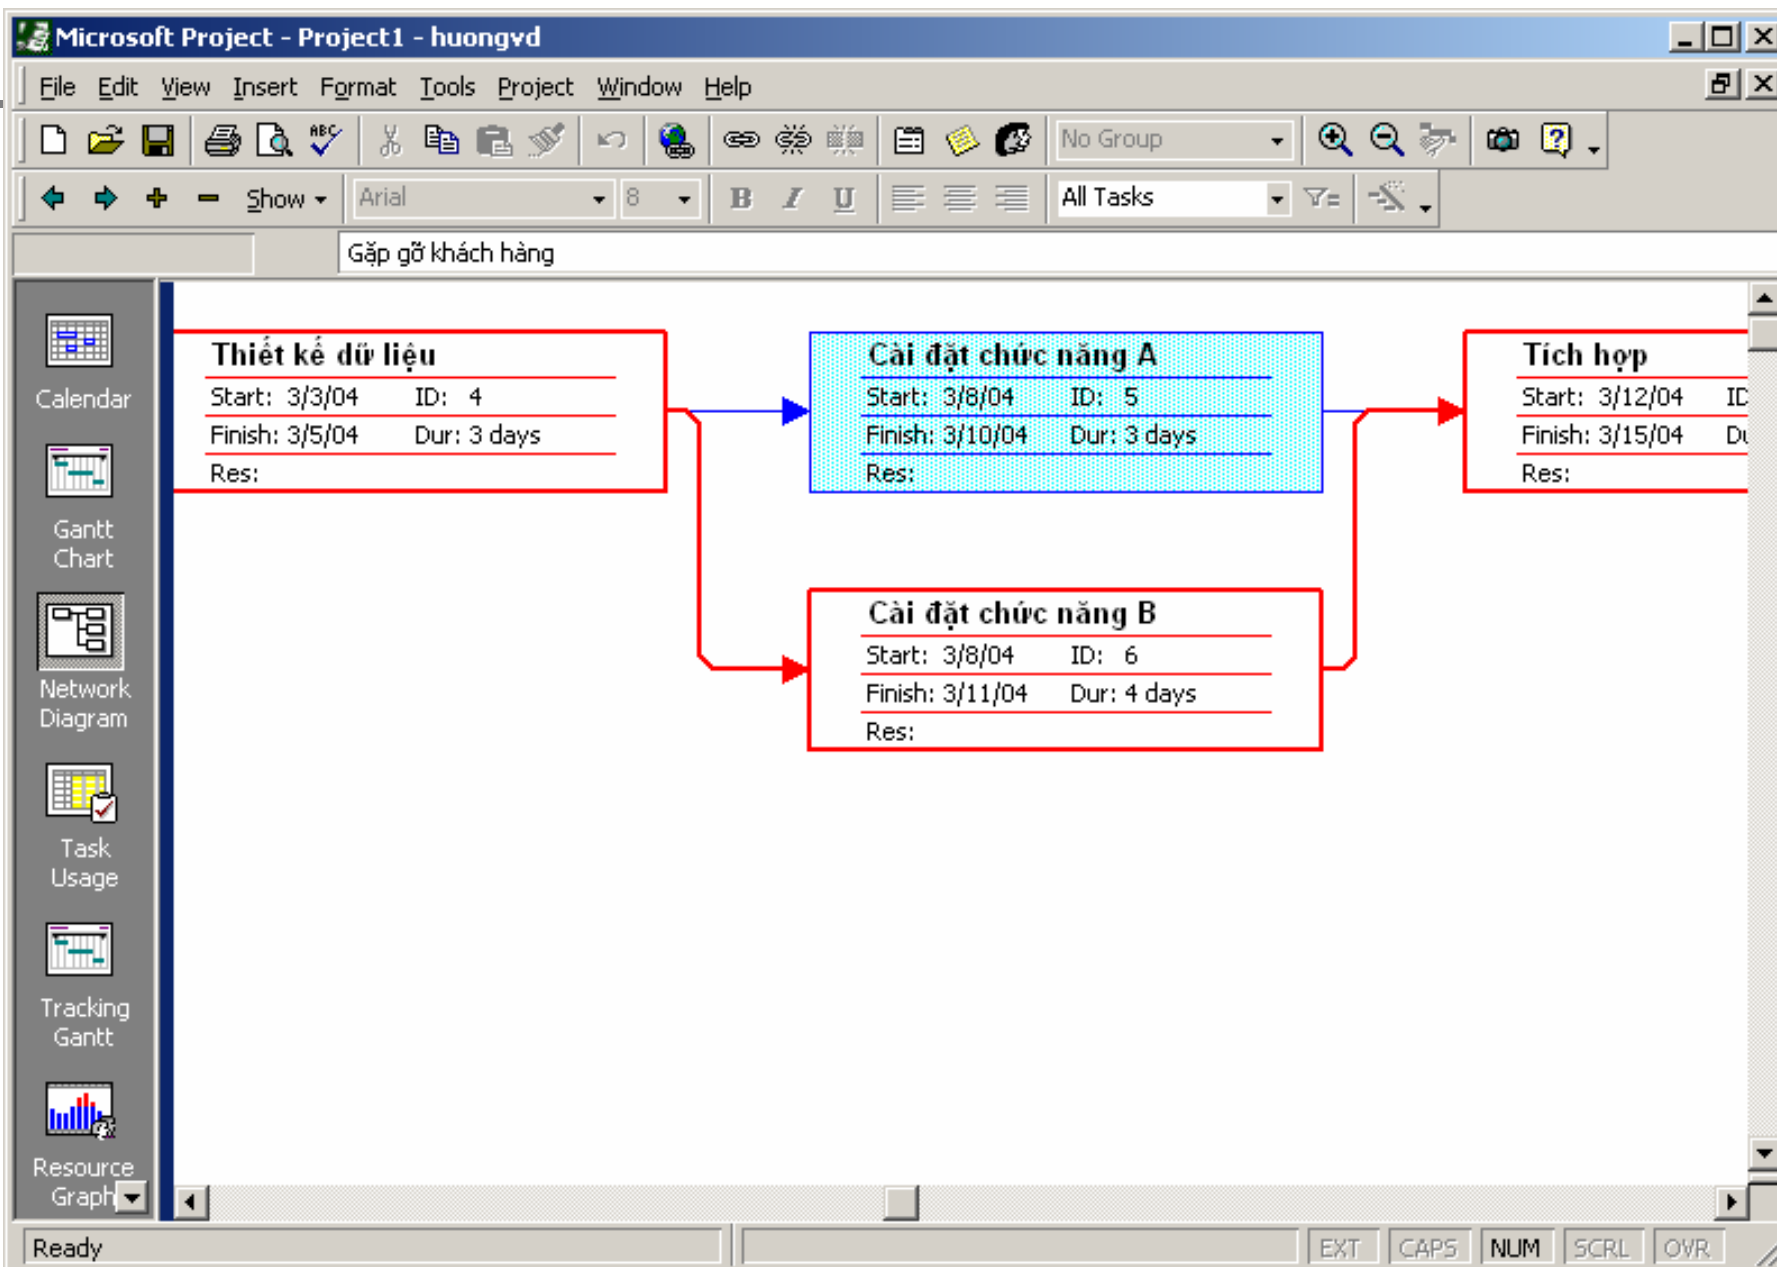 Microsoft Project - Project1 - huongvd
File Edit View Insert Format Tools Project Window Help
ABC No Group
Show Arial 8 B I U All Tasks
Gặp gỡ khách hàng
Calendar
Gantt
Chart
Network
Diagram
Task
Usage
Tracking
Gantt
Resource
Graph
Thiết kế dữ liệu
Start: 3/3/04 ID: 4
Finish: 3/5/04 Dur: 3 days
Res:
Cài đặt chức năng A
Start: 3/8/04 ID: 5
Finish: 3/10/04 Dur: 3 days
Res:
Tích hợp
Start: 3/12/04 ID
Finish: 3/15/04
Res:
Cài đặt chức năng B
Start: 3/8/04 ID: 6
Finish: 3/11/04 Dur: 4 days
Res:
Ready EXT CAPS NUM SCRL OVR